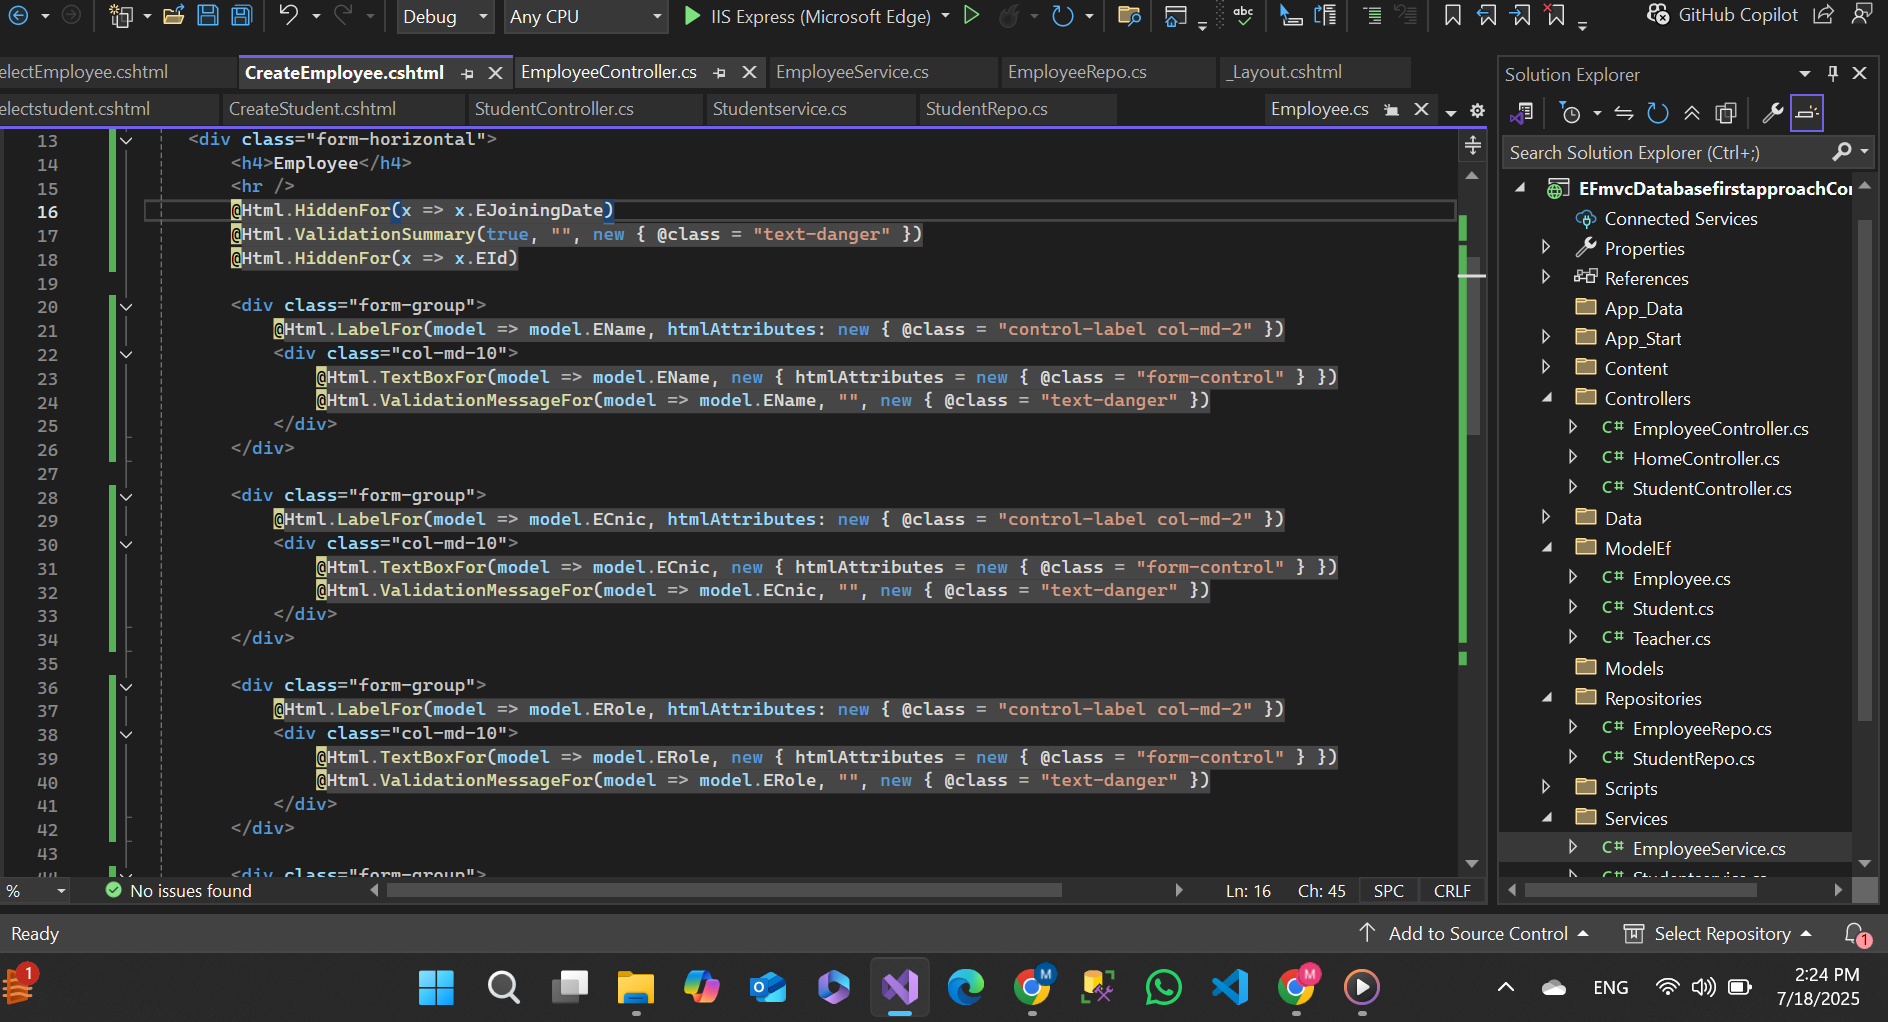 Debug
Any CPU
IIS Express (Microsoft Edge)
abc
GitHub Copilot
electEmployee.cshtml
CreateEmployee.cshtml
EmployeeController.cs
EmployeeService.cs
EmployeeRepo.cs
_Layout.cshtml
electstudent.cshtml
CreateStudent.cshtml
StudentController.cs
Studentservice.cs
StudentRepo.cs
Employee.cs
13 <div class="form-horizontal">
14 <h4>Employee</h4>
15 <hr />
16 @Html.HiddenFor(x => x.EJoiningDate)
17 @Html.ValidationSummary(true, "", new { @class = "text-danger" })
18 @Html.HiddenFor(x => x.EId)
19
20 <div class="form-group">
21 @Html.LabelFor(model => model.EName, htmlAttributes: new { @class = "control-label col-md-2" })
22 <div class="col-md-10">
23 @Html.TextBoxFor(model => model.EName, new { htmlAttributes = new { @class = "form-control" } })
24 @Html.ValidationMessageFor(model => model.EName, "", new { @class = "text-danger" })
25 </div>
26 </div>
27
28 <div class="form-group">
29 @Html.LabelFor(model => model.ECnic, htmlAttributes: new { @class = "control-label col-md-2" })
30 <div class="col-md-10">
31 @Html.TextBoxFor(model => model.ECnic, new { htmlAttributes = new { @class = "form-control" } })
32 @Html.ValidationMessageFor(model => model.ECnic, "", new { @class = "text-danger" })
33 </div>
34 </div>
35
36 <div class="form-group">
37 @Html.LabelFor(model => model.ERole, htmlAttributes: new { @class = "control-label col-md-2" })
38 <div class="col-md-10">
39 @Html.TextBoxFor(model => model.ERole, new { htmlAttributes = new { @class = "form-control" } })
40 @Html.ValidationMessageFor(model => model.ERole, "", new { @class = "text-danger" })
41 </div>
42 </div>
43
44 <div class="form-group">
%
No issues found
Ln: 16
Ch: 45
SPC
CRLF
Solution Explorer
Search Solution Explorer (Ctrl+;)
EFmvcDatabasefirstapproachCo
Connected Services
Properties
References
App_Data
App_Start
Content
Controllers
C# EmployeeController.cs
C# HomeController.cs
C# StudentController.cs
Data
ModelEf
C# Employee.cs
C# Student.cs
C# Teacher.cs
Models
Repositories
C# EmployeeRepo.cs
C# StudentRepo.cs
Scripts
Services
C# EmployeeService.cs
C# Studentservice.cs
Ready
Add to Source Control
Select Repository
1
1
M
M
ENG
2:24 PM
7/18/2025